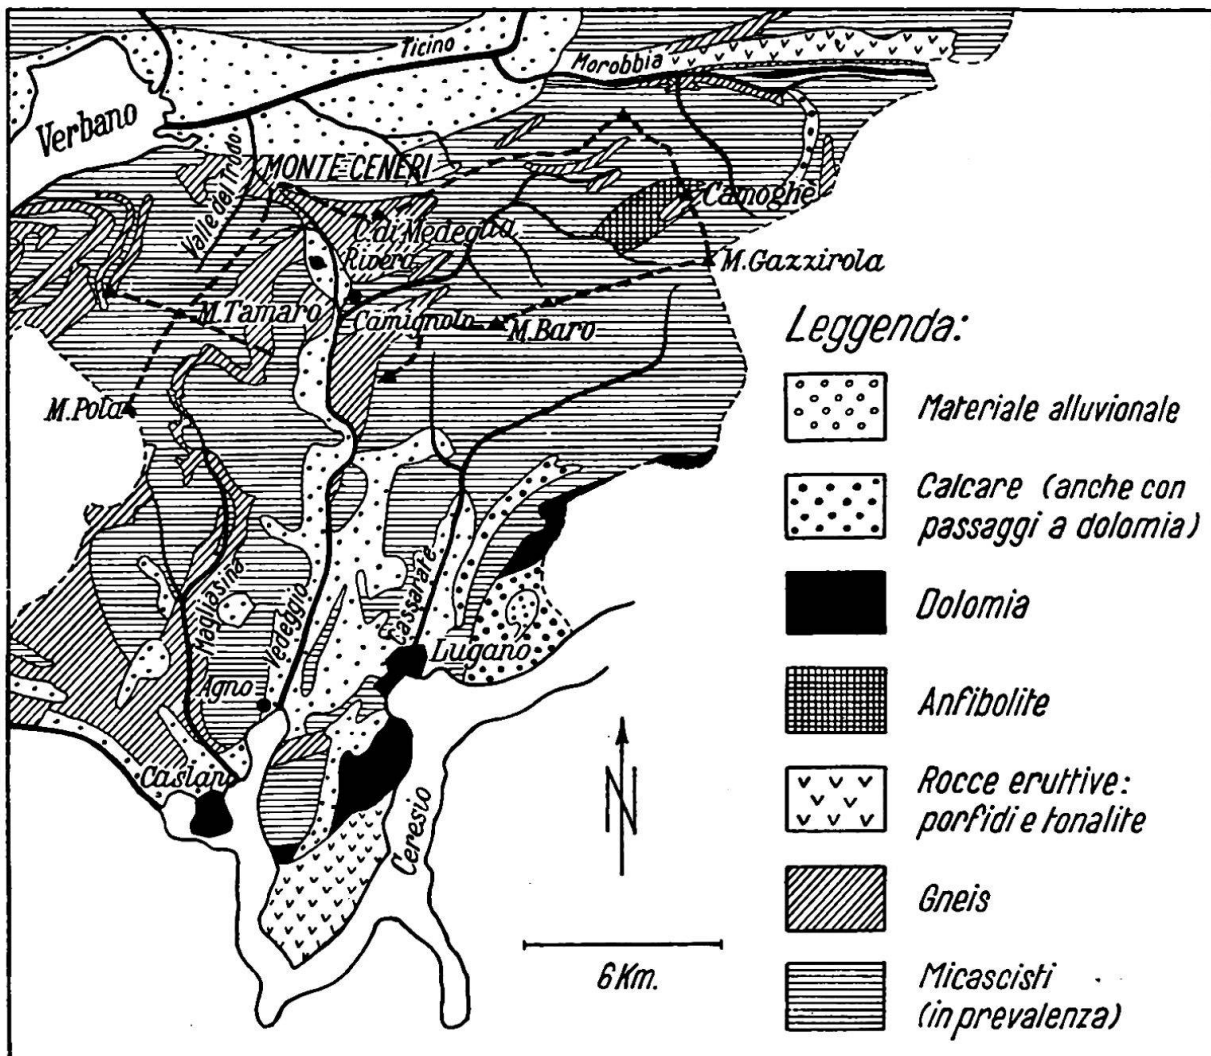 Ticino
Morobbia
Verbano
Valle del Trodo
MONTE CENERI
Camoghe
C. di Medeglia
Rivera
M. Gazzirola
M. Tamaro
Camignolo
M. Baro
M. Pola
Magliasina
Vedeggio
Cassarate
Lugano
Agno
Caslano
Ceresio
N
6 Km.
Leggenda:
Materiale alluvionale
Calcare (anche con
passaggi a dolomia)
Dolomia
Anfibolite
Rocce eruttive:
porfidi e tonalite
Gneis
Micascisti
(in prevalenza)